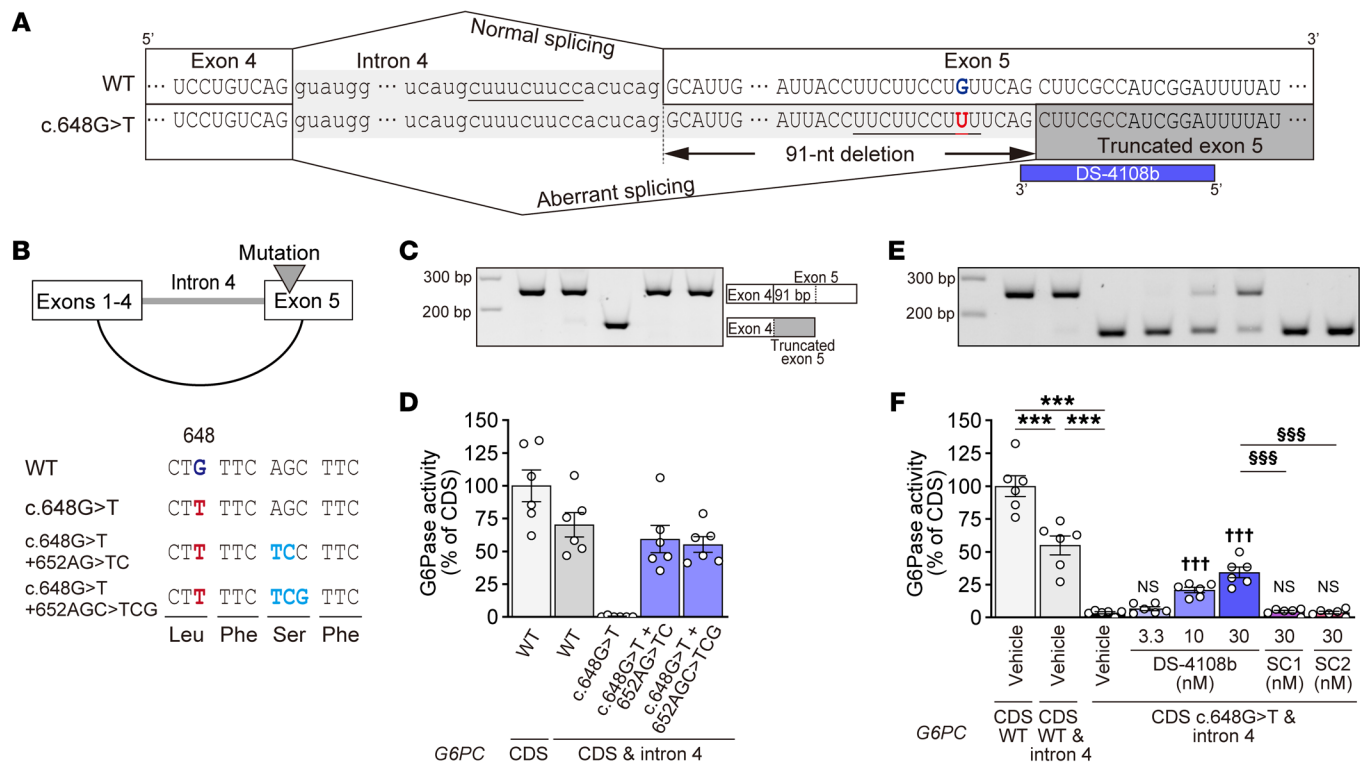 A
5’
3’
Normal splicing
Exon 4
Intron 4
Exon 5
WT
··· UCCUGUCAG guaugg ··· ucaugcuuucuuccacucag GCAUUG ··· AUUACCUUCUUCCUGUUCAG CUUCGCCAUCGGAUUUUAU ···
c.648G>T
··· UCCUGUCAG guaugg ··· ucaugcuuucuuccacucag GCAUUG ··· AUUACCUUCUUCCUUUUCAG CUUCGCCAUCGGAUUUUAU ···
91-nt deletion
Truncated exon 5
DS-4108b
3’
5’
Aberrant splicing
B
Mutation
Intron 4
Exons 1-4
Exon 5
648
WT
CTG TTC AGC TTC
c.648G>T
CTT TTC AGC TTC
c.648G>T
+652AG>TC
CTT TTC TCC TTC
c.648G>T
+652AGC>TCG
CTT TTC TCG TTC
Leu Phe Ser Phe
C
300 bp
200 bp
Exon 5
Exon 4 91 bp
Exon 4
Truncated
exon 5
D
G6Pase activity
(% of CDS)
150
125
100
75
50
25
0
WT
WT
c.648G>T
c.648G>T +
652AG>TC
c.648G>T +
652AGC>TCG
G6PC
CDS
CDS & intron 4
E
300 bp
200 bp
F
G6Pase activity
(% of CDS)
150
125
100
75
50
25
0
***
*** ***
§§§
§§§
NS
†††
†††
NS
NS
Vehicle
Vehicle
Vehicle
3.3 10 30 30 30
DS-4108b
(nM)
SC1
(nM)
SC2
(nM)
G6PC
CDS
WT
CDS
WT &
intron 4
CDS c.648G>T &
intron 4